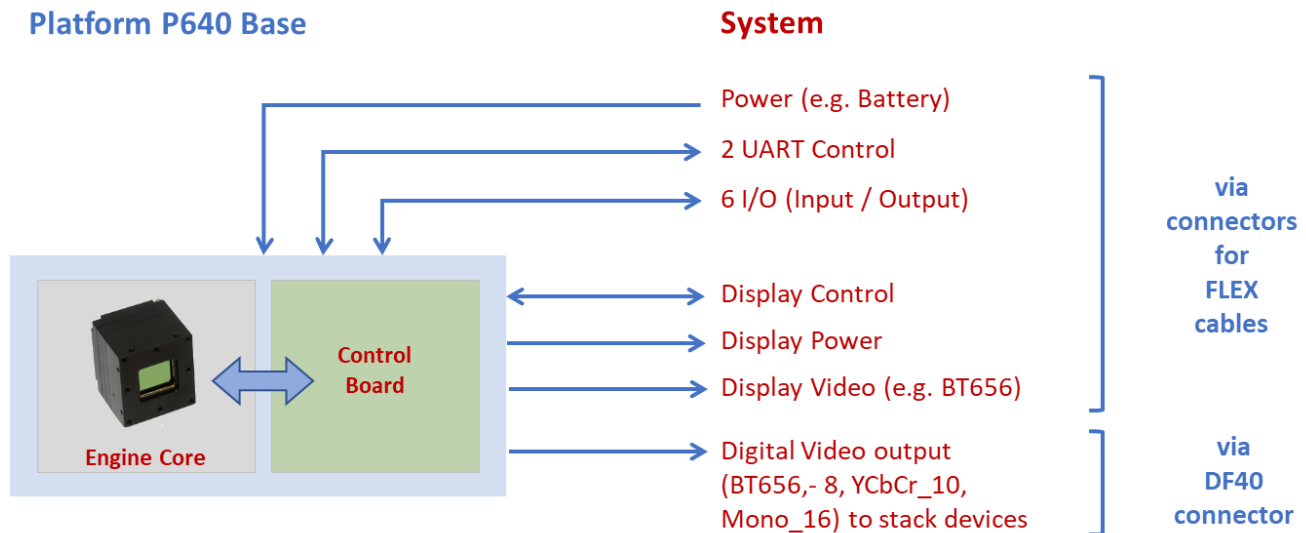 Platform P640 Base
System
Power (e.g. Battery)
2 UART Control
6 I/O (Input / Output)
Display Control
Display Power
Display Video (e.g. BT656)
Digital Video output
(BT656,- 8, YCbCr_10,
Mono_16) to stack devices
via
connectors
for
FLEX
cables
via
DF40
connector
Control
Board
Engine Core